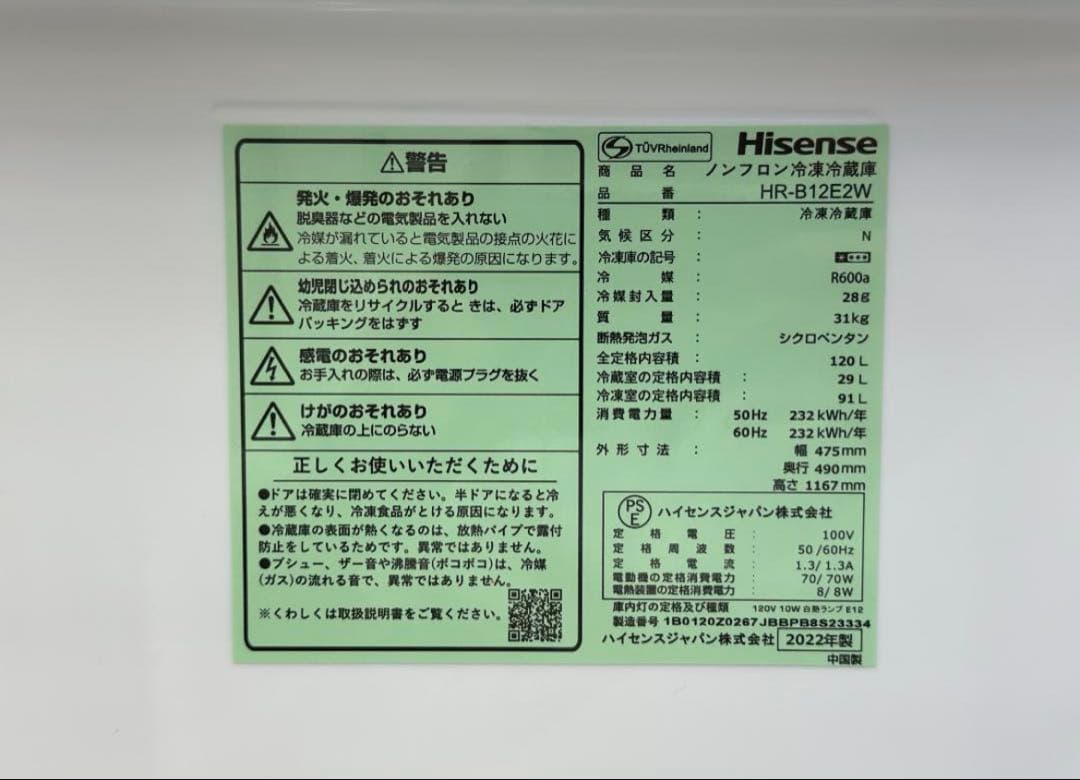 ⚠警告
発火・爆発のおそれあり
脱臭器などの電気製品を入れない
冷媒が漏れていると電気製品の接点の火花に
よる着火、着火による爆発の原因になります。
幼児閉じ込められのおそれあり
冷蔵庫をリサイクルすると きは、必ずドア
パッキングをはずす
感電のおそれあり
お手入れの際は、必ず電源プラグを抜く
けがのおそれあり
冷蔵庫の上にのらない
正しくお使いいただくために
●ドアは確実に閉めてください。半ドアになると冷
えが悪くなり、冷凍食品がとける原因になります。
●冷蔵庫の表面が熱くなるのは、放熱パイプで露付
防止をしているためです。異常ではありません。
●プシュー、ザー音や沸騰音(ポコポコ)は、冷媒
(ガス)の流れる音で、異常ではありません。
※くわしくは取扱説明書をご覧ください。
TÜVRheinland Hisense
商品名 ノンフロン冷凍冷蔵庫
品番 HR-B12E2W
種類： 冷凍冷蔵庫
気候区分： N
冷凍庫の記号：
冷媒： R600a
冷媒封入量： 28g
質量： 31kg
断熱発泡ガス： シクロペンタン
全定格内容積： 120 L
冷蔵室の定格内容積： 29 L
冷凍室の定格内容積： 91 L
消費電力量： 50Hz 232 kWh/年
60Hz 232 kWh/年
外形寸法： 幅 475mm
奥行 490mm
高さ 1167mm
PSE ハイセンスジャパン株式会社
定格電圧： 100V
定格周波数： 50/60Hz
定格電流： 1.3/1.3A
電動機の定格消費電力： 70/70W
電熱装置の定格消費電力： 8/8W
庫内灯の定格及び種類 120V 10W 白熱ランプ E12
製造番号 1B0120Z0267JBBPB8S23334
ハイセンスジャパン株式会社 2022年製
中国製